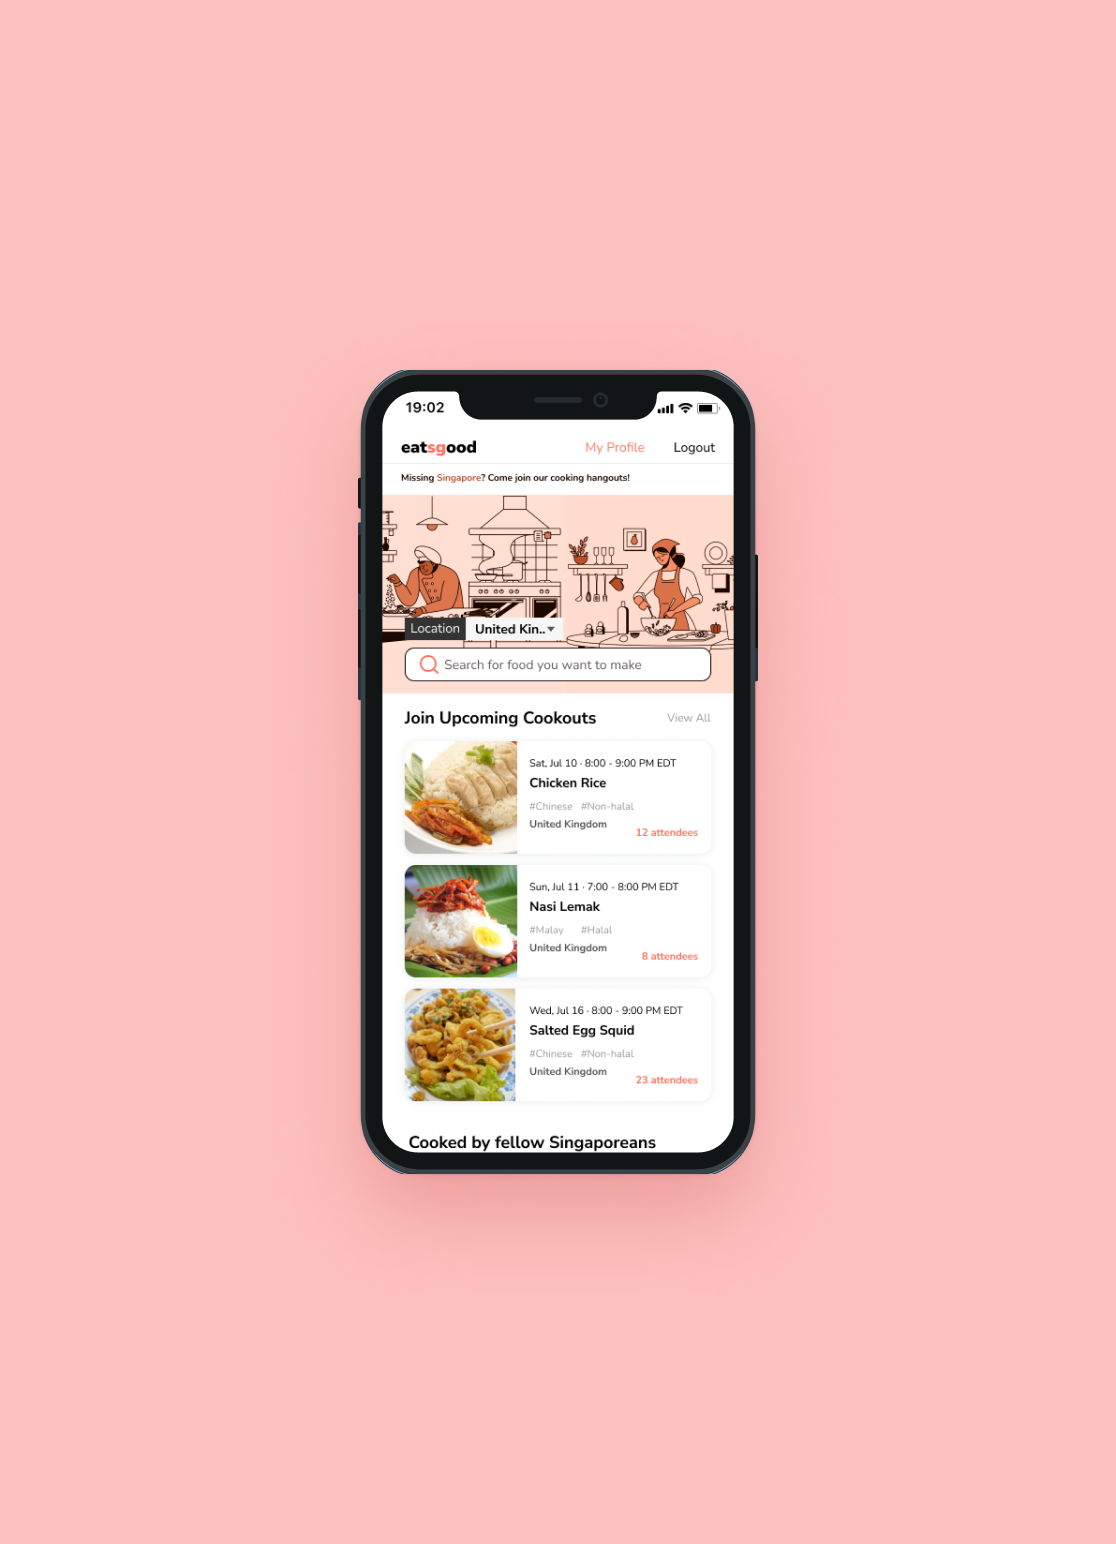 19:02
eatsgood
My Profile
Logout
Missing Singapore? Come join our cooking hangouts!
Location
United Kin..
Search for food you want to make
Join Upcoming Cookouts
View All
Sat, Jul 10 · 8:00 - 9:00 PM EDT
Chicken Rice
#Chinese #Non-halal
United Kingdom
12 attendees
Sun, Jul 11 · 7:00 - 8:00 PM EDT
Nasi Lemak
#Malay #Halal
United Kingdom
8 attendees
Wed, Jul 16 · 8:00 - 9:00 PM EDT
Salted Egg Squid
#Chinese #Non-halal
United Kingdom
23 attendees
Cooked by fellow Singaporeans